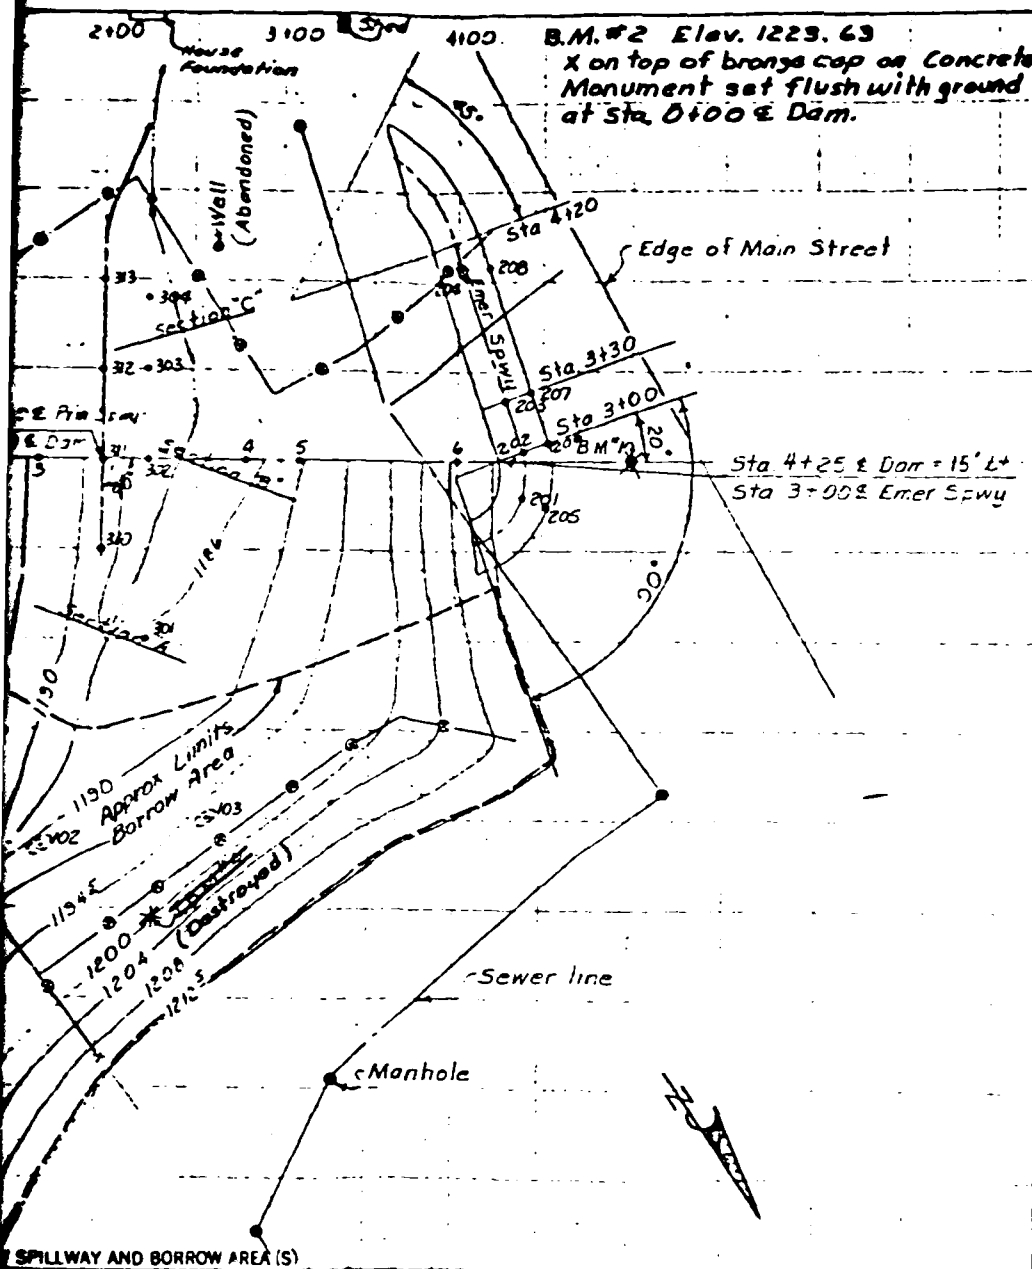 2+00
3+00
4+00
Shed
B.M.#2 Elev. 1223.63
X on top of bronze cap on Concrete
Monument set flush with ground
at Sta. 0+00 ℄ Dam.
House
Foundation
Wall
(Abandoned)
45°
Sta 4+20
Edge of Main Street
313
304
Section "C"
204
208
Emer Spwy
312
303
Sta 3+30
207
203
Sta 3+00
20°
202
B.M#
℄ Dam
3
311
302
4
5
6
Sta 4+25 ℄ Dam = 15' Lt
Sta 3+00 ℄ Emer Spwy
201
205
310
1186
301
1190
1190
Approx Limits
Borrow Area
402
403
1194
(Destroyed)
1200
1204
1208
1212
Sewer line
Manhole
N
SPILLWAY AND BORROW AREA (S)